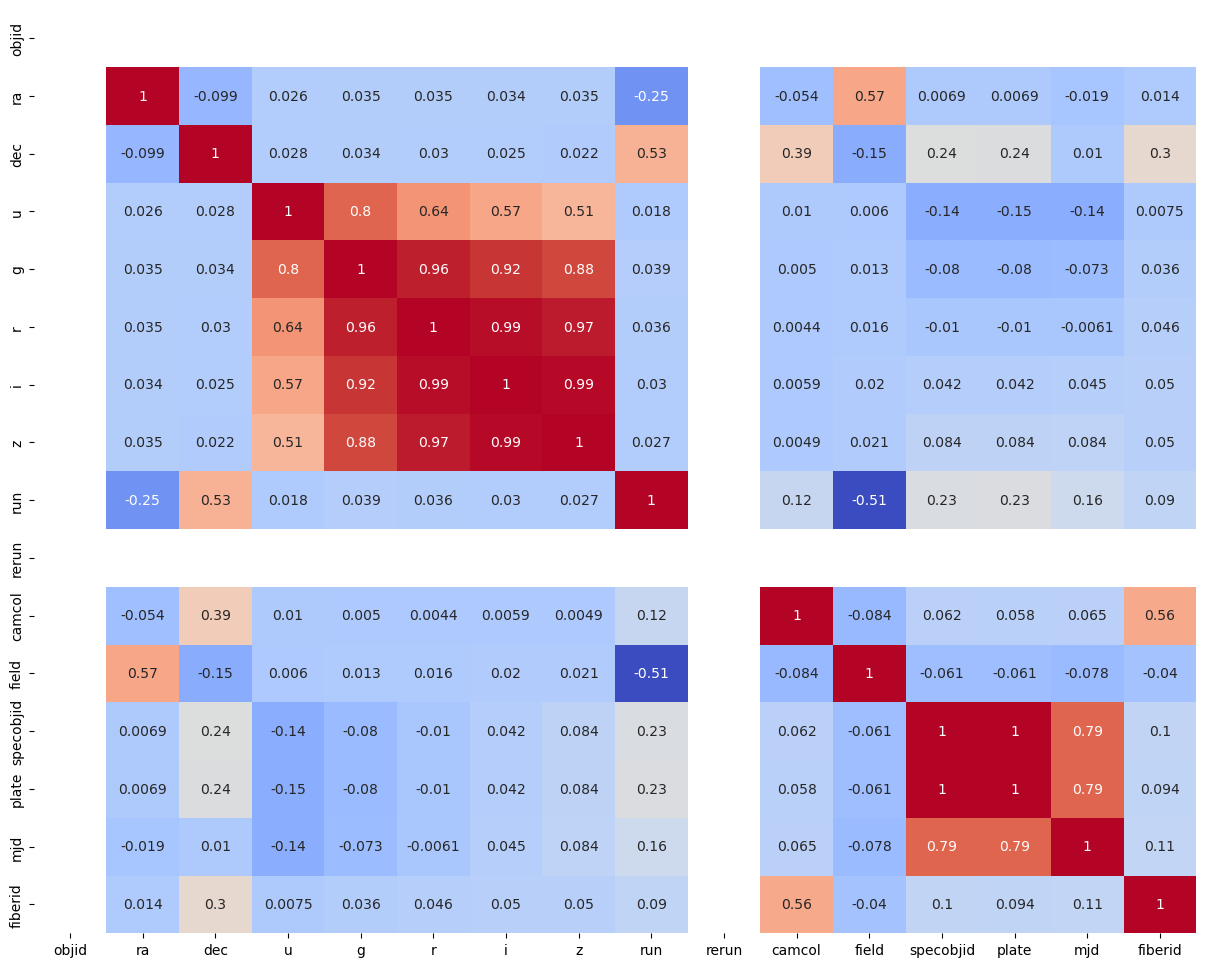 objid
ra 1 -0.099 0.026 0.035 0.035 0.034 0.035 -0.25 -0.054 0.57 0.0069 0.0069 -0.019 0.014
dec -0.099 1 0.028 0.034 0.03 0.025 0.022 0.53 0.39 -0.15 0.24 0.24 0.01 0.3
u 0.026 0.028 1 0.8 0.64 0.57 0.51 0.018 0.01 0.006 -0.14 -0.15 -0.14 0.0075
g 0.035 0.034 0.8 1 0.96 0.92 0.88 0.039 0.005 0.013 -0.08 -0.08 -0.073 0.036
r 0.035 0.03 0.64 0.96 1 0.99 0.97 0.036 0.0044 0.016 -0.01 -0.01 -0.0061 0.046
i 0.034 0.025 0.57 0.92 0.99 1 0.99 0.03 0.0059 0.02 0.042 0.042 0.045 0.05
z 0.035 0.022 0.51 0.88 0.97 0.99 1 0.027 0.0049 0.021 0.084 0.084 0.084 0.05
run -0.25 0.53 0.018 0.039 0.036 0.03 0.027 1 0.12 -0.51 0.23 0.23 0.16 0.09
rerun
camcol -0.054 0.39 0.01 0.005 0.0044 0.0059 0.0049 0.12 1 -0.084 0.062 0.058 0.065 0.56
field 0.57 -0.15 0.006 0.013 0.016 0.02 0.021 -0.51 -0.084 1 -0.061 -0.061 -0.078 -0.04
specobjid 0.0069 0.24 -0.14 -0.08 -0.01 0.042 0.084 0.23 0.062 -0.061 1 1 0.79 0.1
plate 0.0069 0.24 -0.15 -0.08 -0.01 0.042 0.084 0.23 0.058 -0.061 1 1 0.79 0.094
mjd -0.019 0.01 -0.14 -0.073 -0.0061 0.045 0.084 0.16 0.065 -0.078 0.79 0.79 1 0.11
fiberid 0.014 0.3 0.0075 0.036 0.046 0.05 0.05 0.09 0.56 -0.04 0.1 0.094 0.11 1
objid ra dec u g r i z run rerun camcol field specobjid plate mjd fiberid